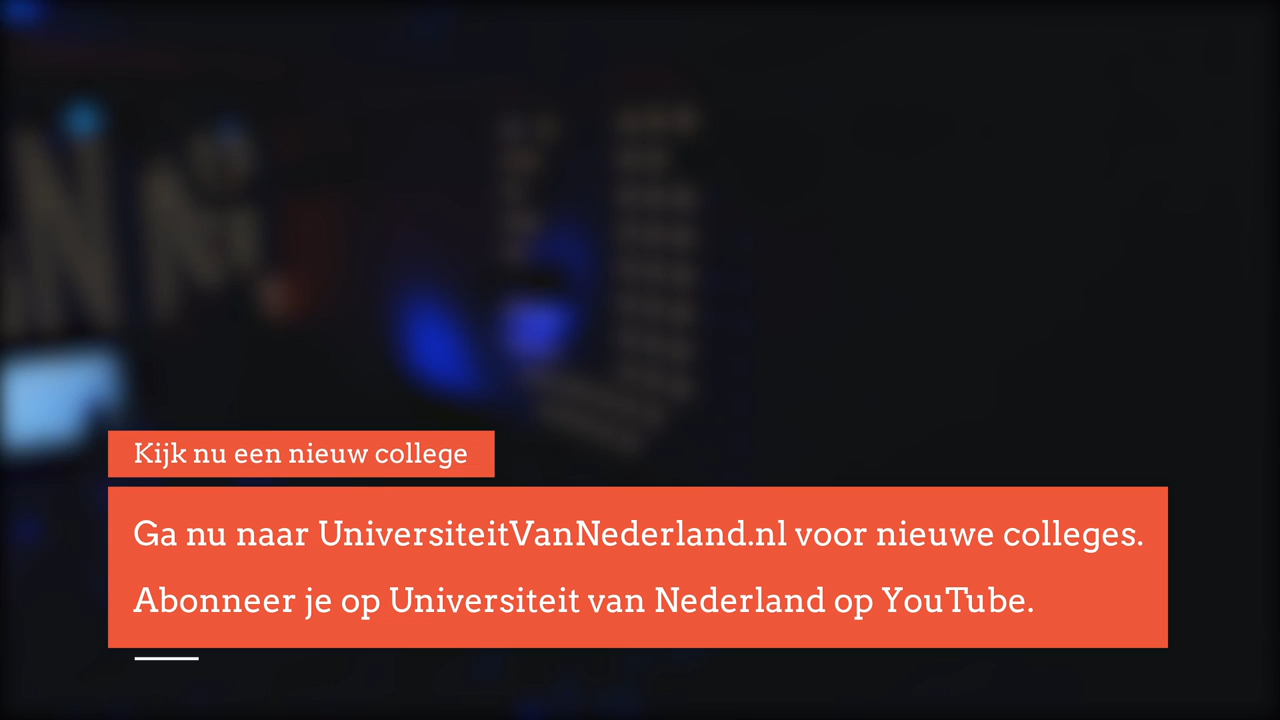 Kijk nu een nieuw college
Ga nu naar UniversiteitVanNederland.nl voor nieuwe colleges.
Abonneer je op Universiteit van Nederland op YouTube.